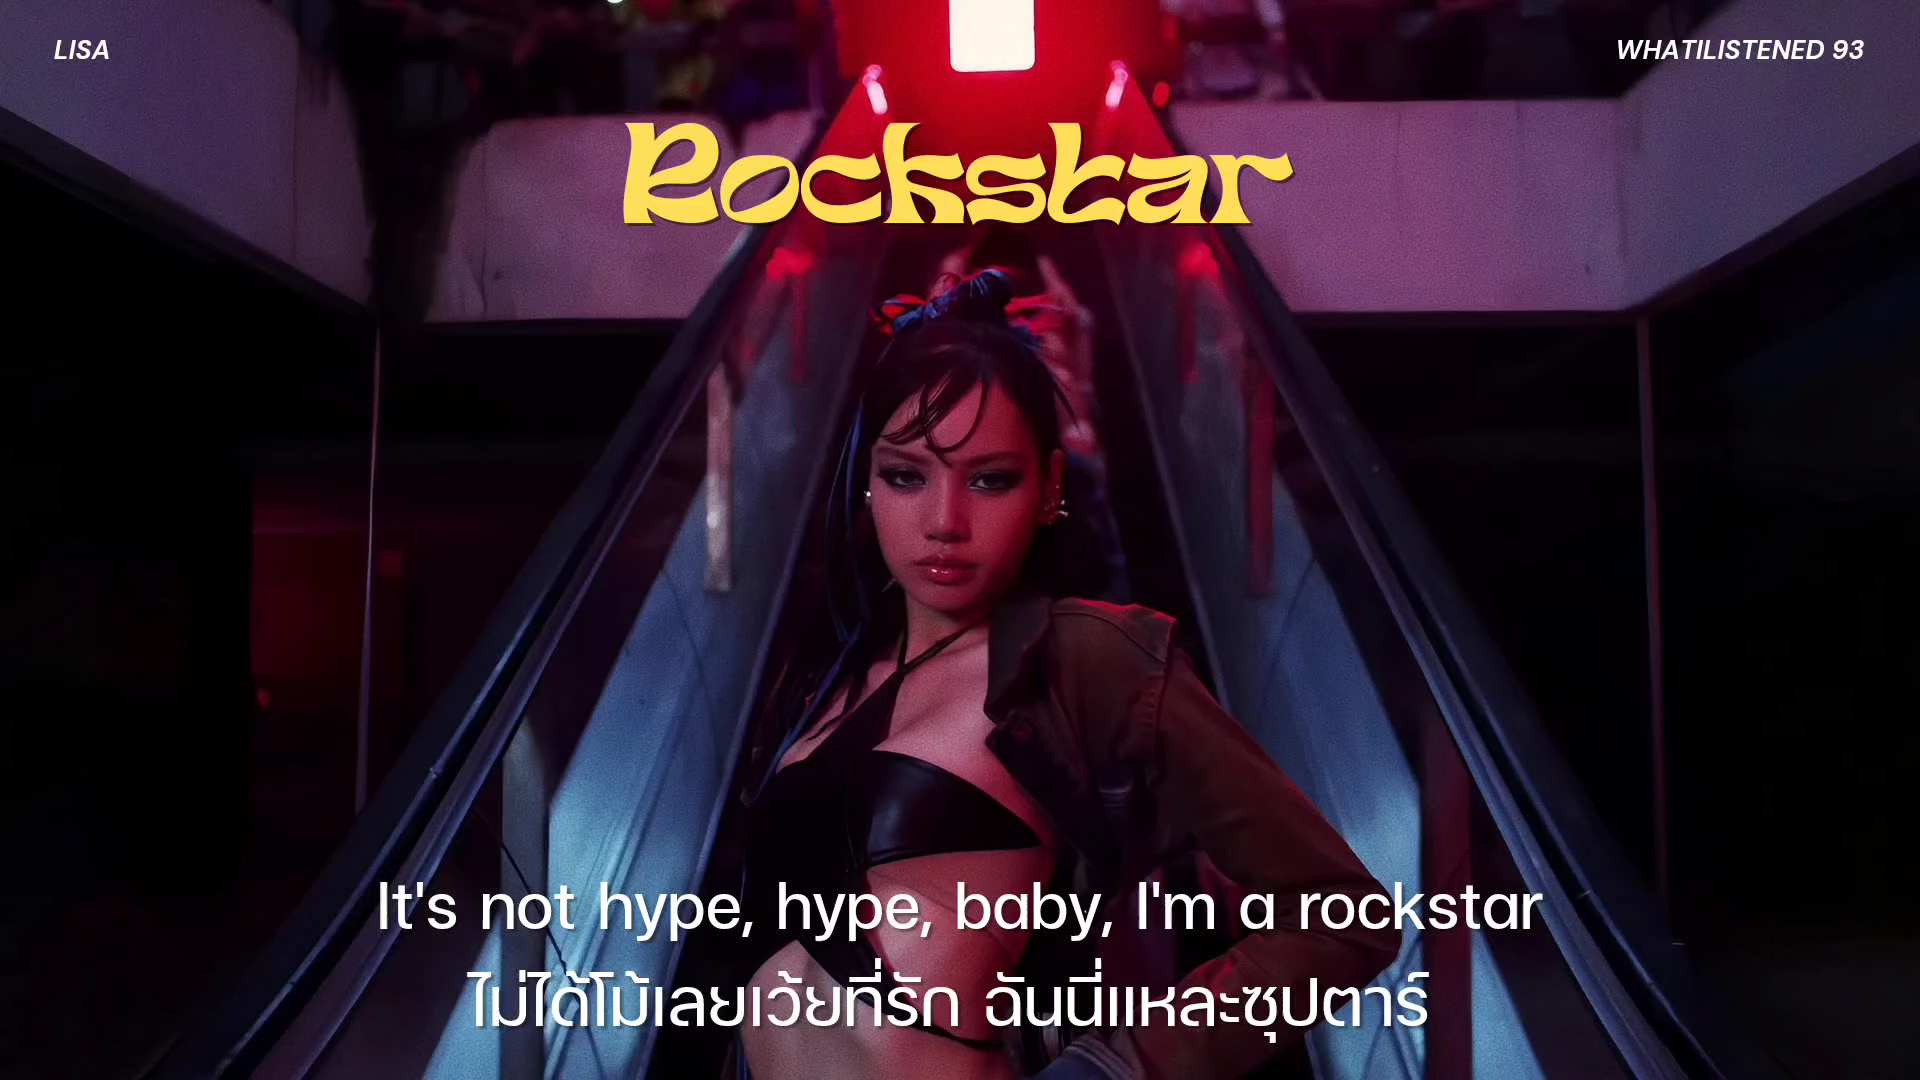 LISA
WHATILISTENED 93
Rockstar
It's not hype, hype, baby, I'm a rockstar
ไม่ได้โม้เลยเว้ยที่รัก ฉันนี่แหละซุปตาร์